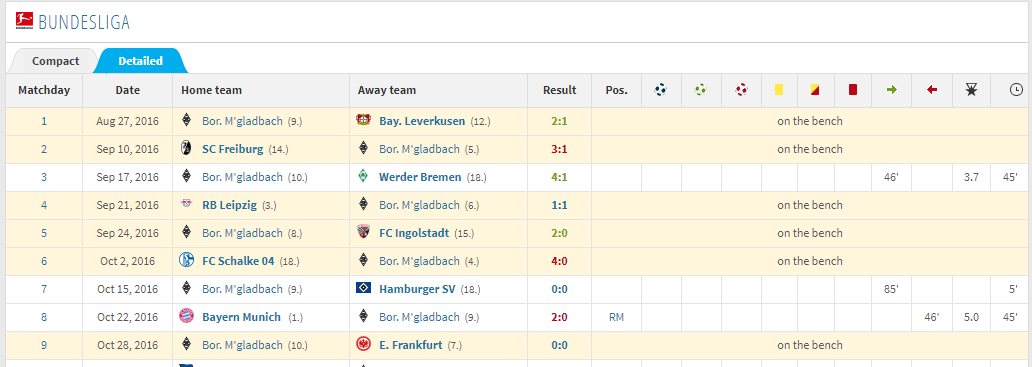 BUNDESLIGA
Compact Detailed
Matchday Date Home team Away team Result Pos.
1 Aug 27, 2016 Bor. M'gladbach (9.) Bay. Leverkusen (12.) 2:1 on the bench
2 Sep 10, 2016 SC Freiburg (14.) Bor. M'gladbach (5.) 3:1 on the bench
3 Sep 17, 2016 Bor. M'gladbach (10.) Werder Bremen (18.) 4:1 46' 3.7 45'
4 Sep 21, 2016 RB Leipzig (3.) Bor. M'gladbach (6.) 1:1 on the bench
5 Sep 24, 2016 Bor. M'gladbach (8.) FC Ingolstadt (15.) 2:0 on the bench
6 Oct 2, 2016 FC Schalke 04 (18.) Bor. M'gladbach (4.) 4:0 on the bench
7 Oct 15, 2016 Bor. M'gladbach (9.) Hamburger SV (18.) 0:0 85' 5'
8 Oct 22, 2016 Bayern Munich (1.) Bor. M'gladbach (9.) 2:0 RM 46' 5.0 45'
9 Oct 28, 2016 Bor. M'gladbach (10.) E. Frankfurt (7.) 0:0 on the bench